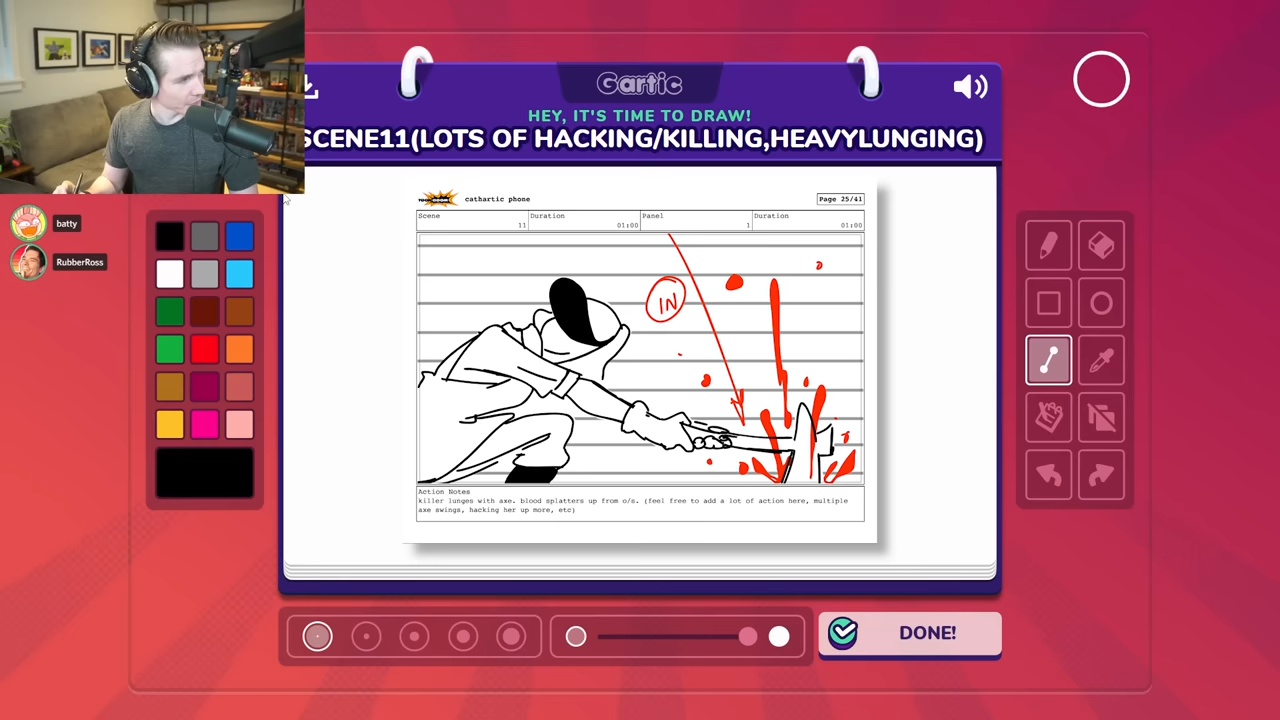 Gartic
HEY, IT'S TIME TO DRAW!
SCENE11(LOTS OF HACKING/KILLING,HEAVYLUNGING)
batty
RubberRoss
cathartic phone
Page 25/41
Scene
11
Duration
01:00
Panel
1
Duration
01:00
IN
Action Notes
killer lunges with axe. blood splatters up from o/s. (feel free to add a lot of action here, multiple
axe swings, hacking her up more, etc)
DONE!